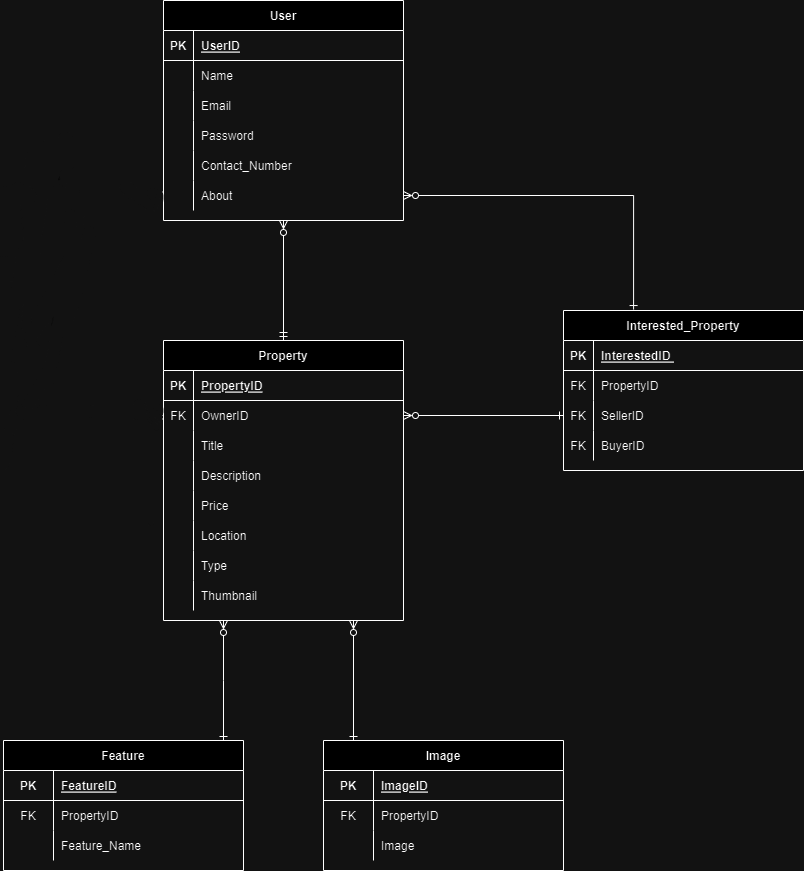 User
PK UserID
Name
Email
Password
Contact_Number
About
Interested_Property
PK InterestedID
FK PropertyID
FK SellerID
FK BuyerID
Property
PK PropertyID
FK OwnerID
Title
Description
Price
Location
Type
Thumbnail
Feature
PK FeatureID
FK PropertyID
Feature_Name
Image
PK ImageID
FK PropertyID
Image